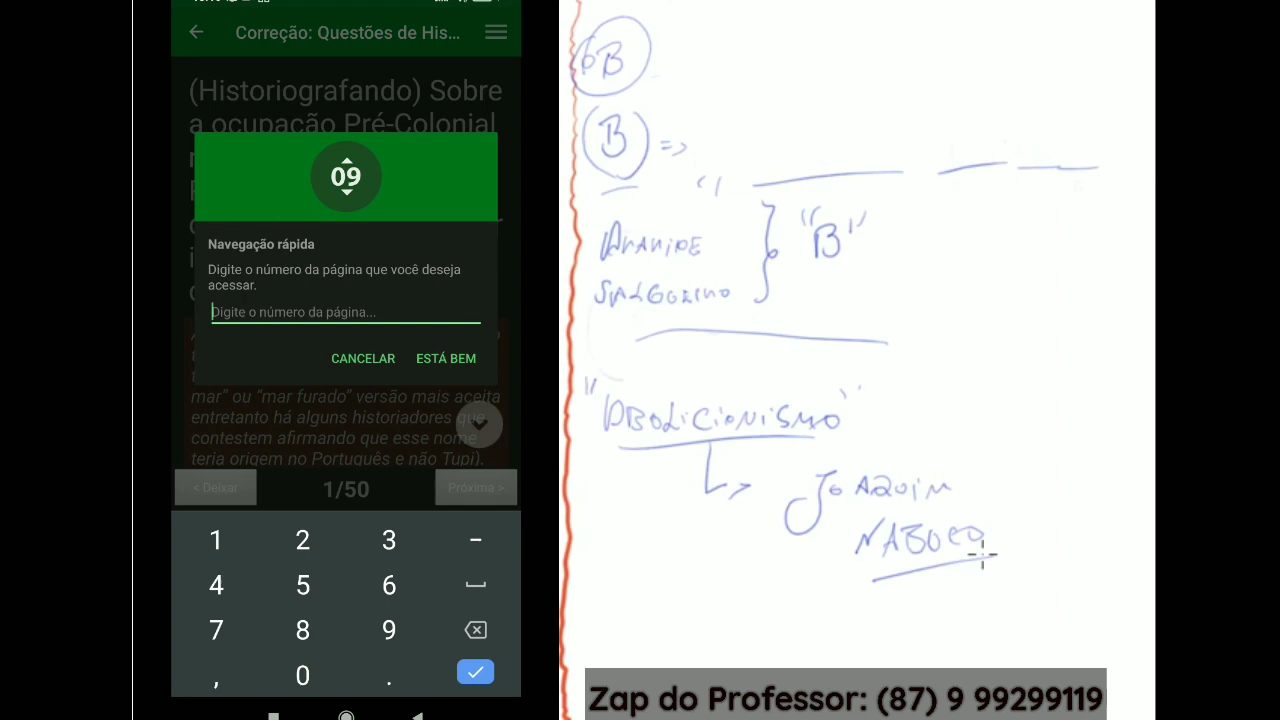 Correção: Questões de His...
(Historiografando) Sobre
a ocupação Pré-Colonial
09
Navegação rápida
Digite o número da página que você deseja
acessar.
Digite o número da página...
CANCELAR ESTÁ BEM
mar" ou "mar furado" versão mais aceita
entretanto há alguns historiadores que
contestem afirmando que esse nome
teria origem no Português e não Tupi).
< Deixar 1/50 Próxima >
1 2 3 -
4 5 6
7 8 9
, 0 .
6B
B =>
"B"
"ABOLICIONISMO"
JOAQUIM
NABUCO
Zap do Professor: (87) 9 99299119